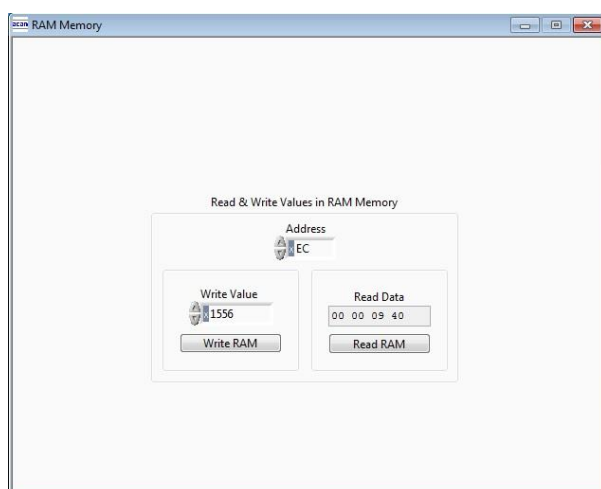 acan RAM Memory
Read & Write Values in RAM Memory
Address
x EC
Write Value
x 1556
Write RAM
Read Data
00 00 09 40
Read RAM